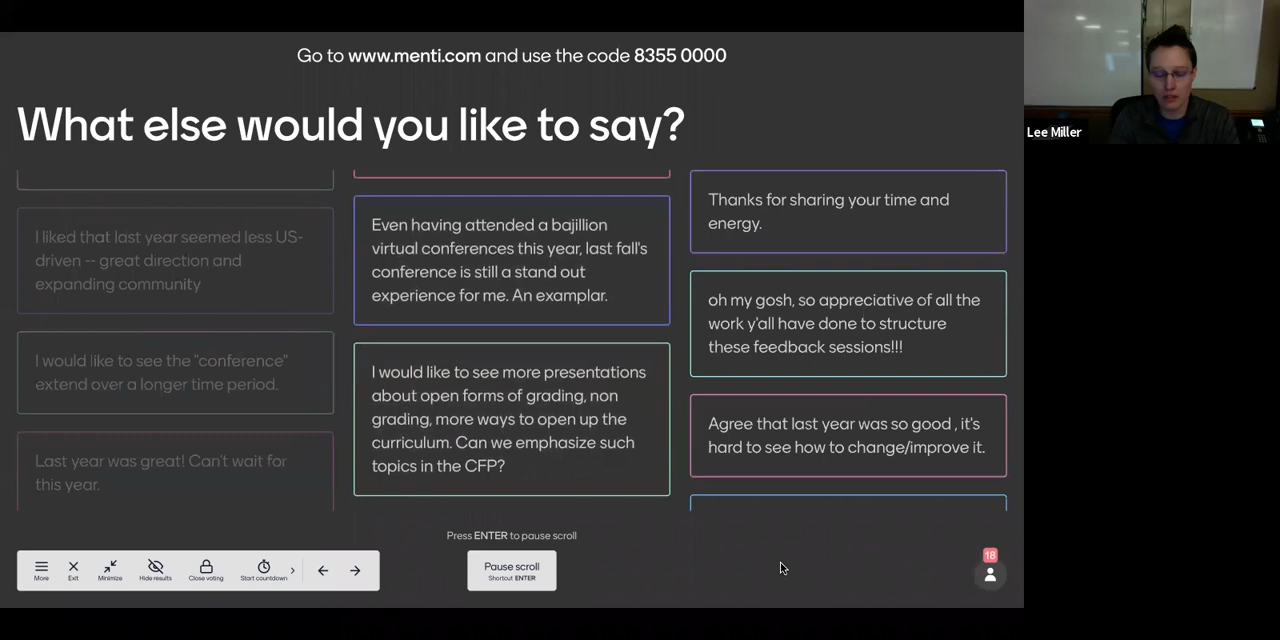 Go to www.menti.com and use the code 8355 0000
What else would you like to say?
I liked that last year seemed less US-
driven -- great direction and
expanding community
I would like to see the "conference"
extend over a longer time period.
Last year was great! Can't wait for
this year.
Even having attended a bajillion
virtual conferences this year, last fall's
conference is still a stand out
experience for me. An examplar.
I would like to see more presentations
about open forms of grading, non
grading, more ways to open up the
curriculum. Can we emphasize such
topics in the CFP?
Thanks for sharing your time and
energy.
oh my gosh, so appreciative of all the
work y'all have done to structure
these feedback sessions!!!
Agree that last year was so good , it's
hard to see how to change/improve it.
Press ENTER to pause scroll
More
Exit
Minimize
Hide results
Close voting
Start countdown
Pause scroll
Shortcut ENTER
18
Lee Miller